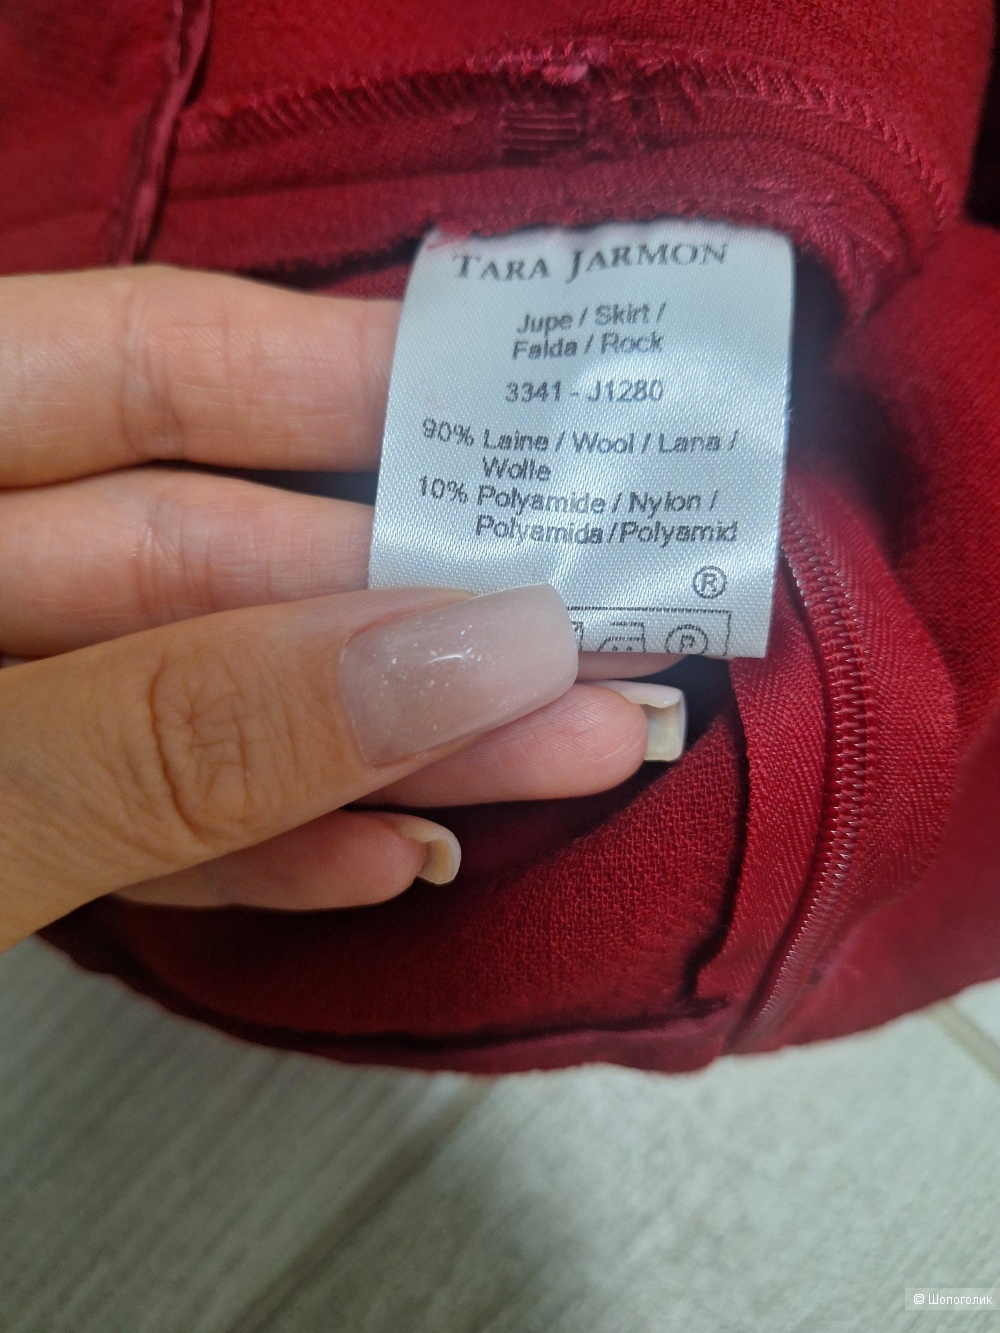 TARA JARMON
Jupe / Skirt /
Falda / Rock
3341 - J1280
90% Laine / Wool / Lana /
Wolle
10% Polyamide / Nylon /
Polyamida / Polyamid
®
P
© Шопоголик